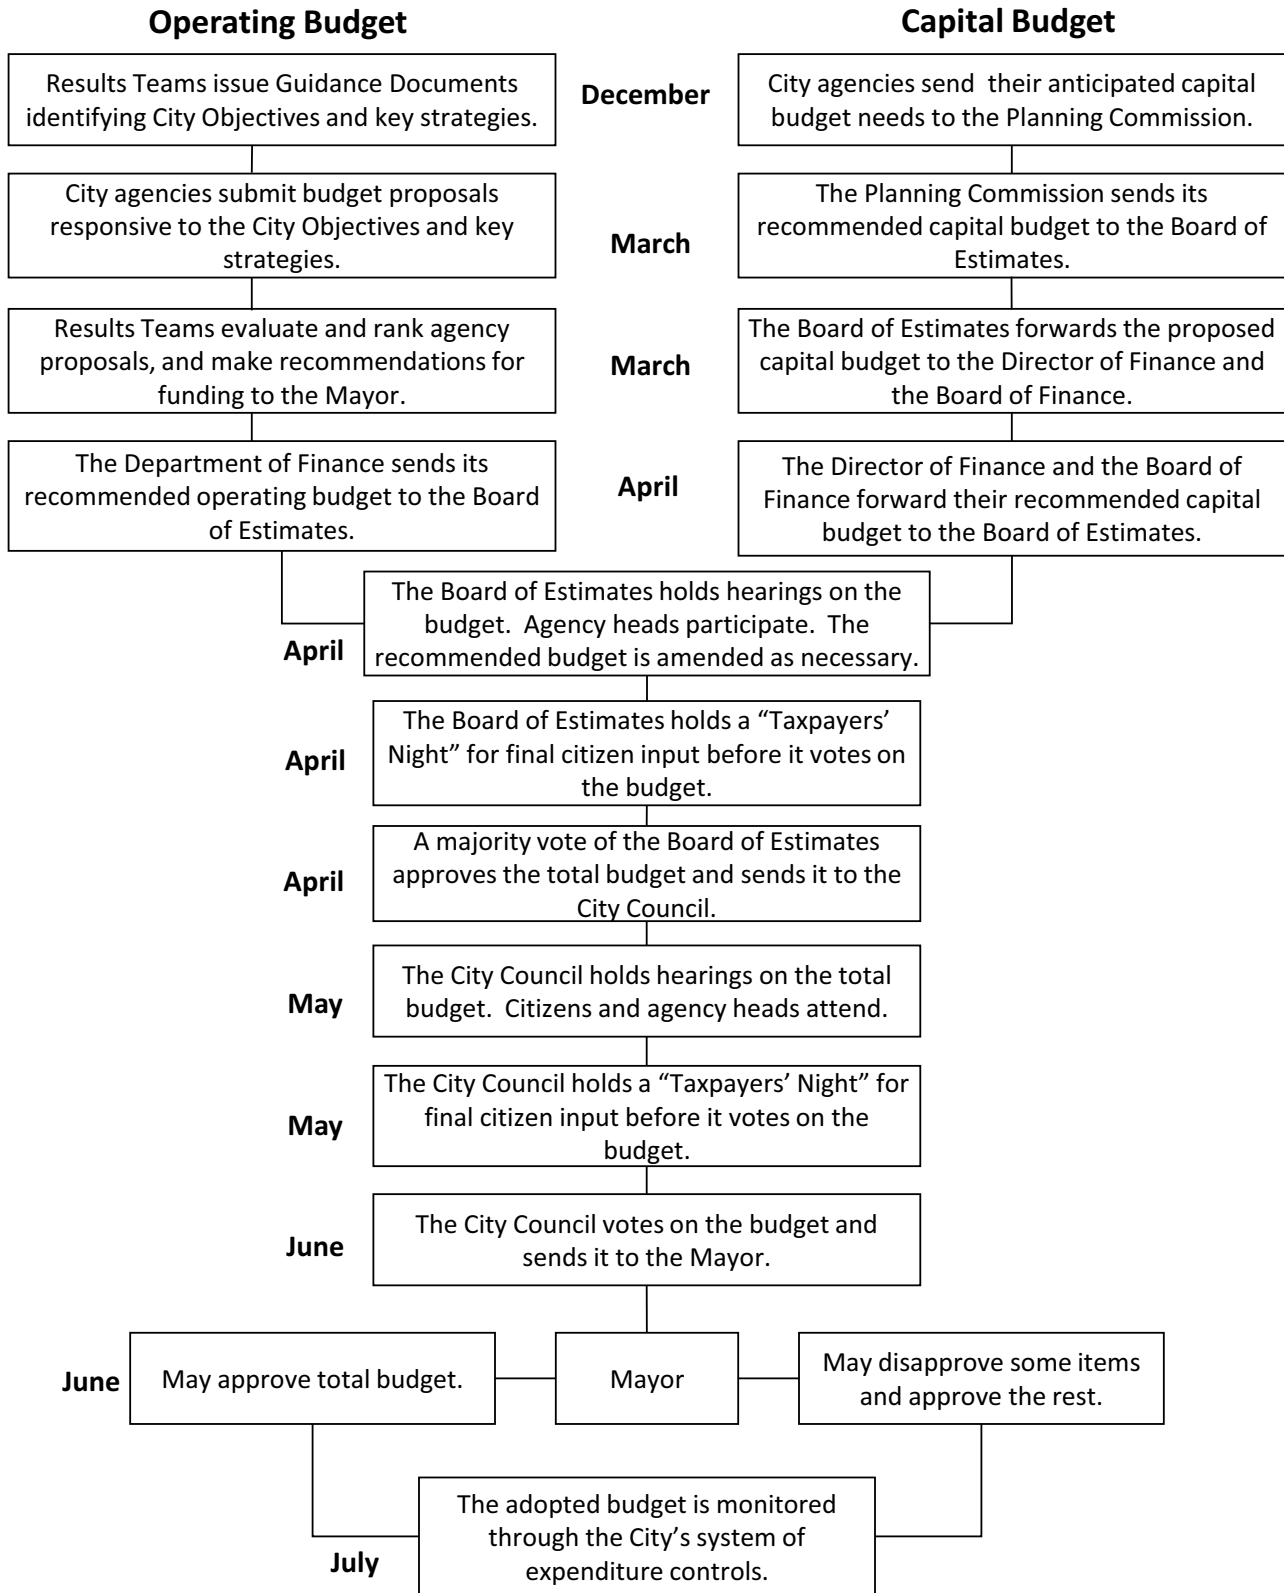 Operating Budget
Capital Budget
Results Teams issue Guidance Documents
identifying City Objectives and key strategies.
December
City agencies send  their anticipated capital
budget needs to the Planning Commission.
City agencies submit budget proposals
responsive to the City Objectives and key
strategies.
March
The Planning Commission sends its
recommended capital budget to the Board of
Estimates.
Results Teams evaluate and rank agency
proposals, and make recommendations for
funding to the Mayor.
March
The Board of Estimates forwards the proposed
capital budget to the Director of Finance and
the Board of Finance.
The Department of Finance sends its
recommended operating budget to the Board
of Estimates.
April
The Director of Finance and the Board of
Finance forward their recommended capital
budget to the Board of Estimates.
April
The Board of Estimates holds hearings on the
budget.  Agency heads participate.  The
recommended budget is amended as necessary.
April
The Board of Estimates holds a “Taxpayers’
Night” for final citizen input before it votes on
the budget.
April
A majority vote of the Board of Estimates
approves the total budget and sends it to the
City Council.
May
The City Council holds hearings on the total
budget.  Citizens and agency heads attend.
May
The City Council holds a “Taxpayers’ Night” for
final citizen input before it votes on the
budget.
June
The City Council votes on the budget and
sends it to the Mayor.
June
May approve total budget.
Mayor
May disapprove some items
and approve the rest.
July
The adopted budget is monitored
through the City’s system of
expenditure controls.